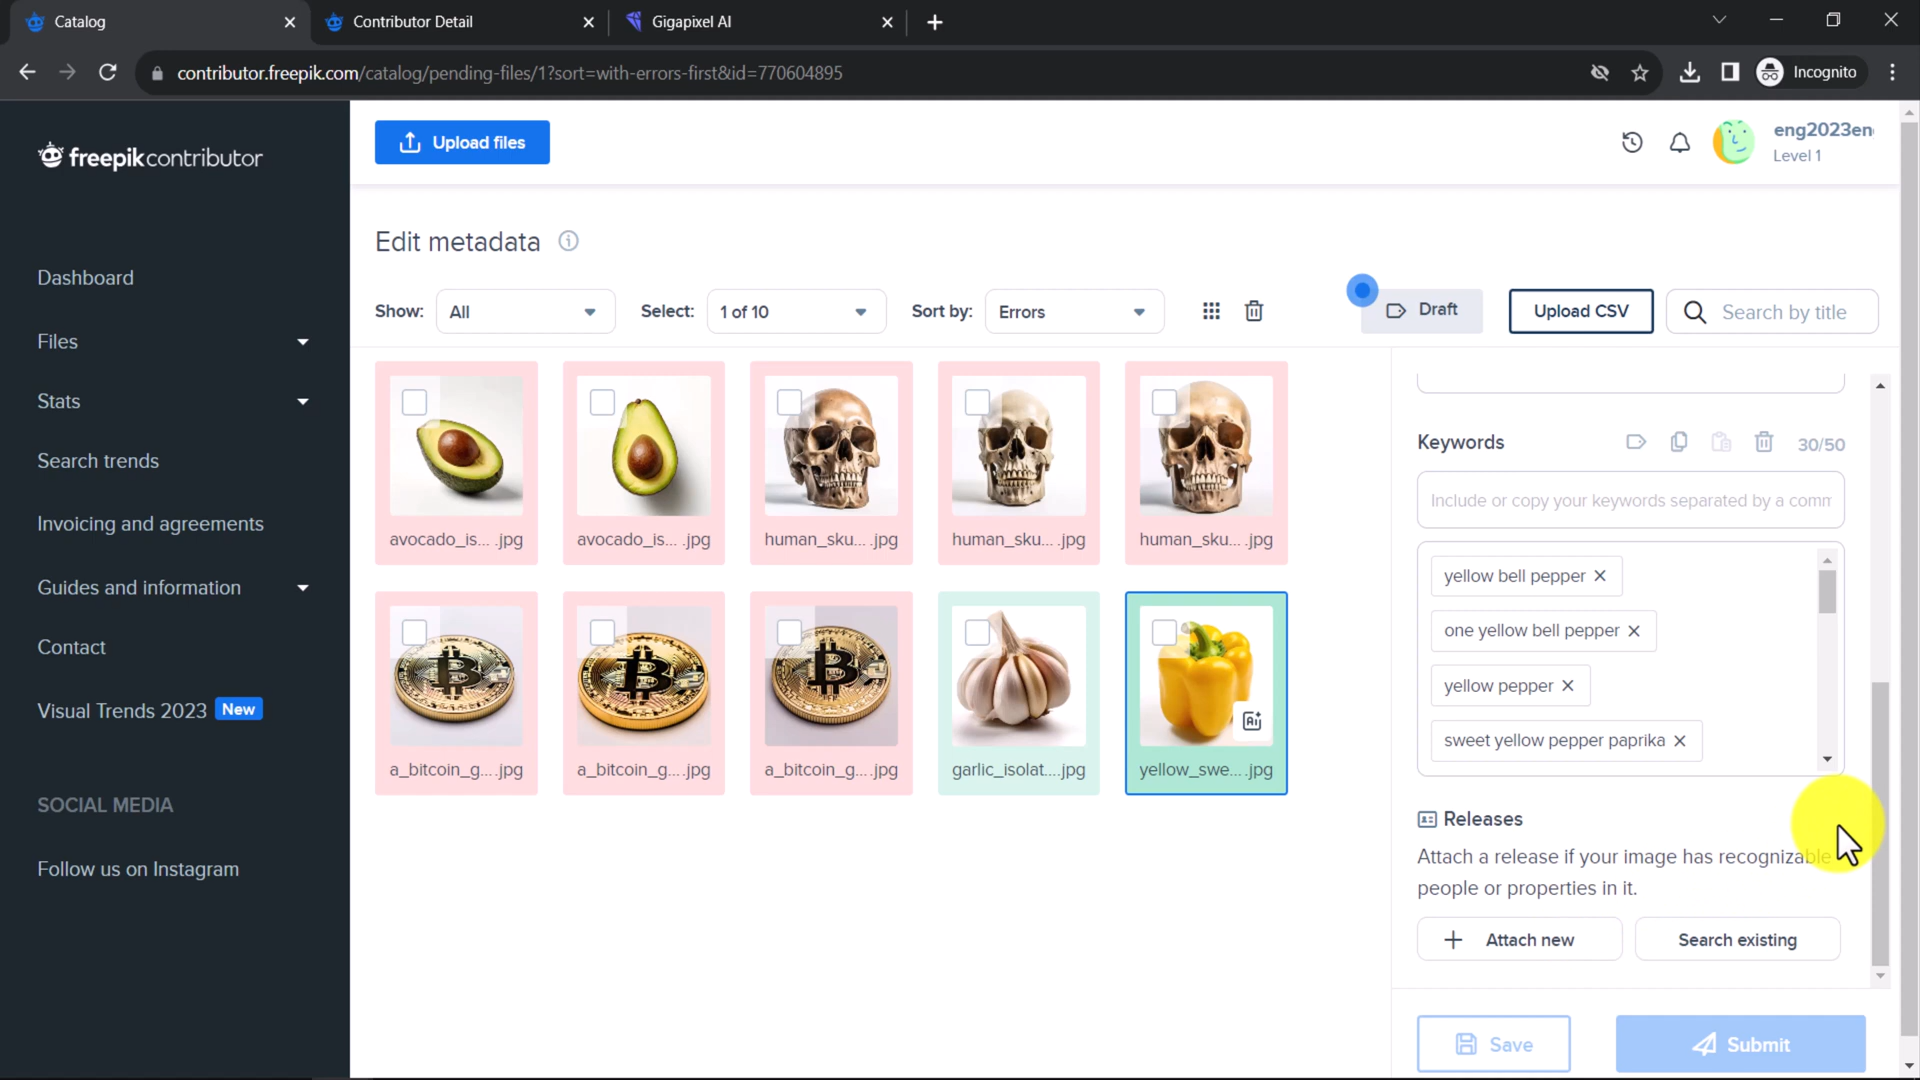 Catalog
Contributor Detail
Gigapixel AI
contributor.freepik.com/catalog/pending-files/1?sort=with-errors-first&id=770604895
Incognito
freepikcontributor
Dashboard
Files
Stats
Search trends
Invoicing and agreements
Guides and information
Contact
Visual Trends 2023 New
SOCIAL MEDIA
Follow us on Instagram
Upload files
eng2023en
Level 1
Edit metadata
Show: All
Select: 1 of 10
Sort by: Errors
Draft
Upload CSV
Search by title
avocado_is... .jpg
avocado_is... .jpg
human_sku... .jpg
human_sku... .jpg
human_sku... .jpg
a_bitcoin_g... .jpg
a_bitcoin_g... .jpg
a_bitcoin_g... .jpg
garlic_isolat... .jpg
Ai
yellow_swe... .jpg
Keywords
30/50
Include or copy your keywords separated by a comm
yellow bell pepper
one yellow bell pepper
yellow pepper
sweet yellow pepper paprika
Releases
Attach a release if your image has recognizable
people or properties in it.
+ Attach new
Search existing
Save
Submit